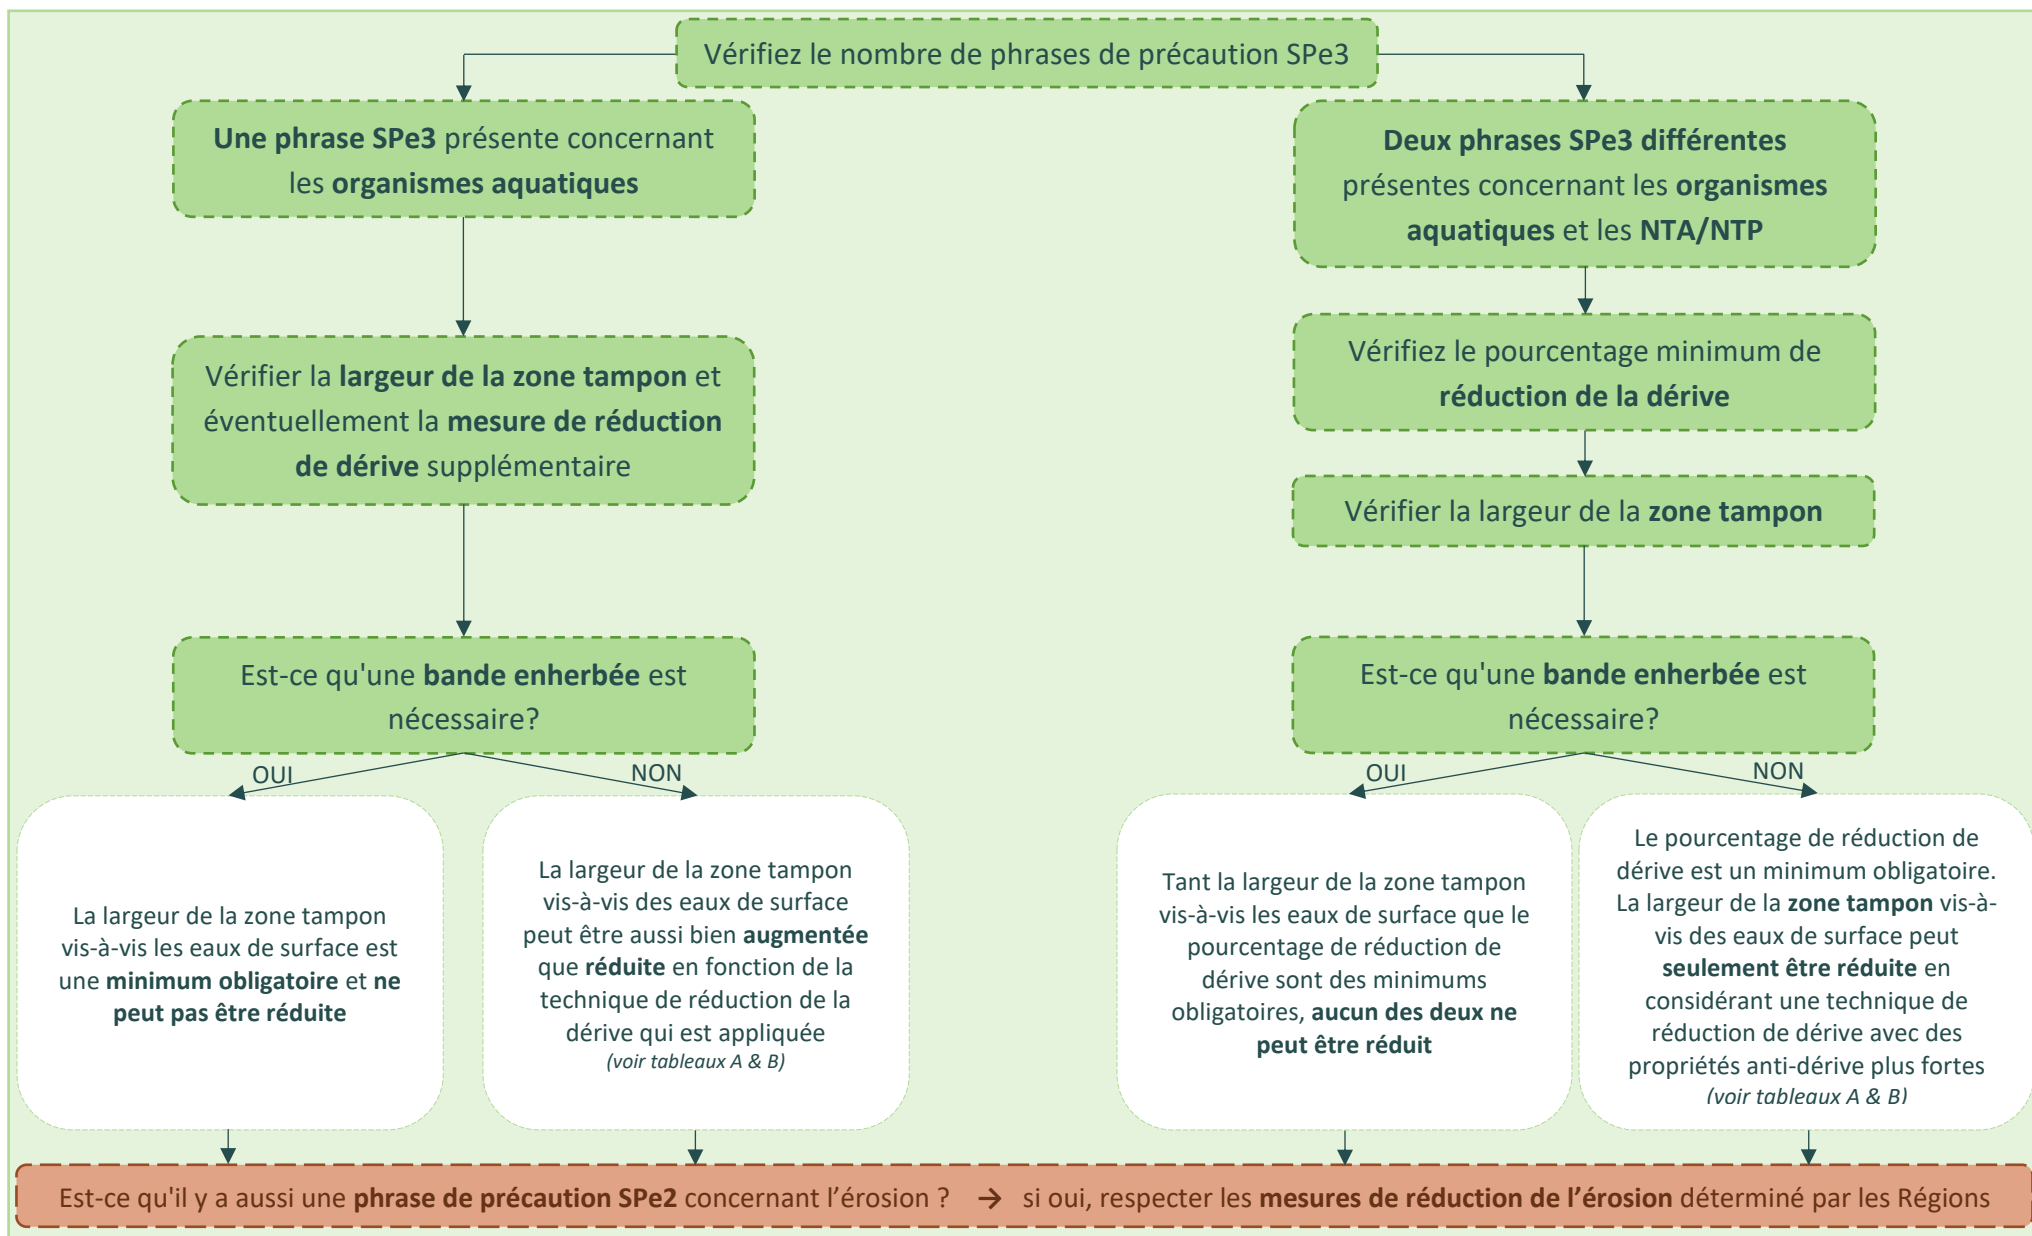 Vérifiez le nombre de phrases de précaution SPe3
Une phrase SPe3 présente concernant
les organismes aquatiques
Vérifier la largeur de la zone tampon et
éventuellement la mesure de réduction
de dérive supplémentaire
Est-ce qu'une bande enherbée est
nécessaire?
OUI
NON
La largeur de la zone tampon
vis-à-vis les eaux de surface est
une minimum obligatoire et ne
peut pas être réduite
La largeur de la zone tampon
vis-à-vis des eaux de surface
peut être aussi bien augmentée
que réduite en fonction de la
technique de réduction de la
dérive qui est appliquée
(voir tableaux A & B)
Deux phrases SPe3 différentes
présentes concernant les organismes
aquatiques et les NTA/NTP
Vérifiez le pourcentage minimum de
réduction de la dérive
Vérifier la largeur de la zone tampon
Est-ce qu'une bande enherbée est
nécessaire?
OUI
NON
Tant la largeur de la zone tampon
vis-à-vis les eaux de surface que le
pourcentage de réduction de
dérive sont des minimums
obligatoires, aucun des deux ne
peut être réduit
Le pourcentage de réduction de
dérive est un minimum obligatoire.
La largeur de la zone tampon vis-à-
vis des eaux de surface peut
seulement être réduite en
considérant une technique de
réduction de dérive avec des
propriétés anti-dérive plus fortes
(voir tableaux A & B)
Est-ce qu'il y a aussi une phrase de précaution SPe2 concernant l’érosion ? → si oui, respecter les mesures de réduction de l’érosion déterminé par les Régions